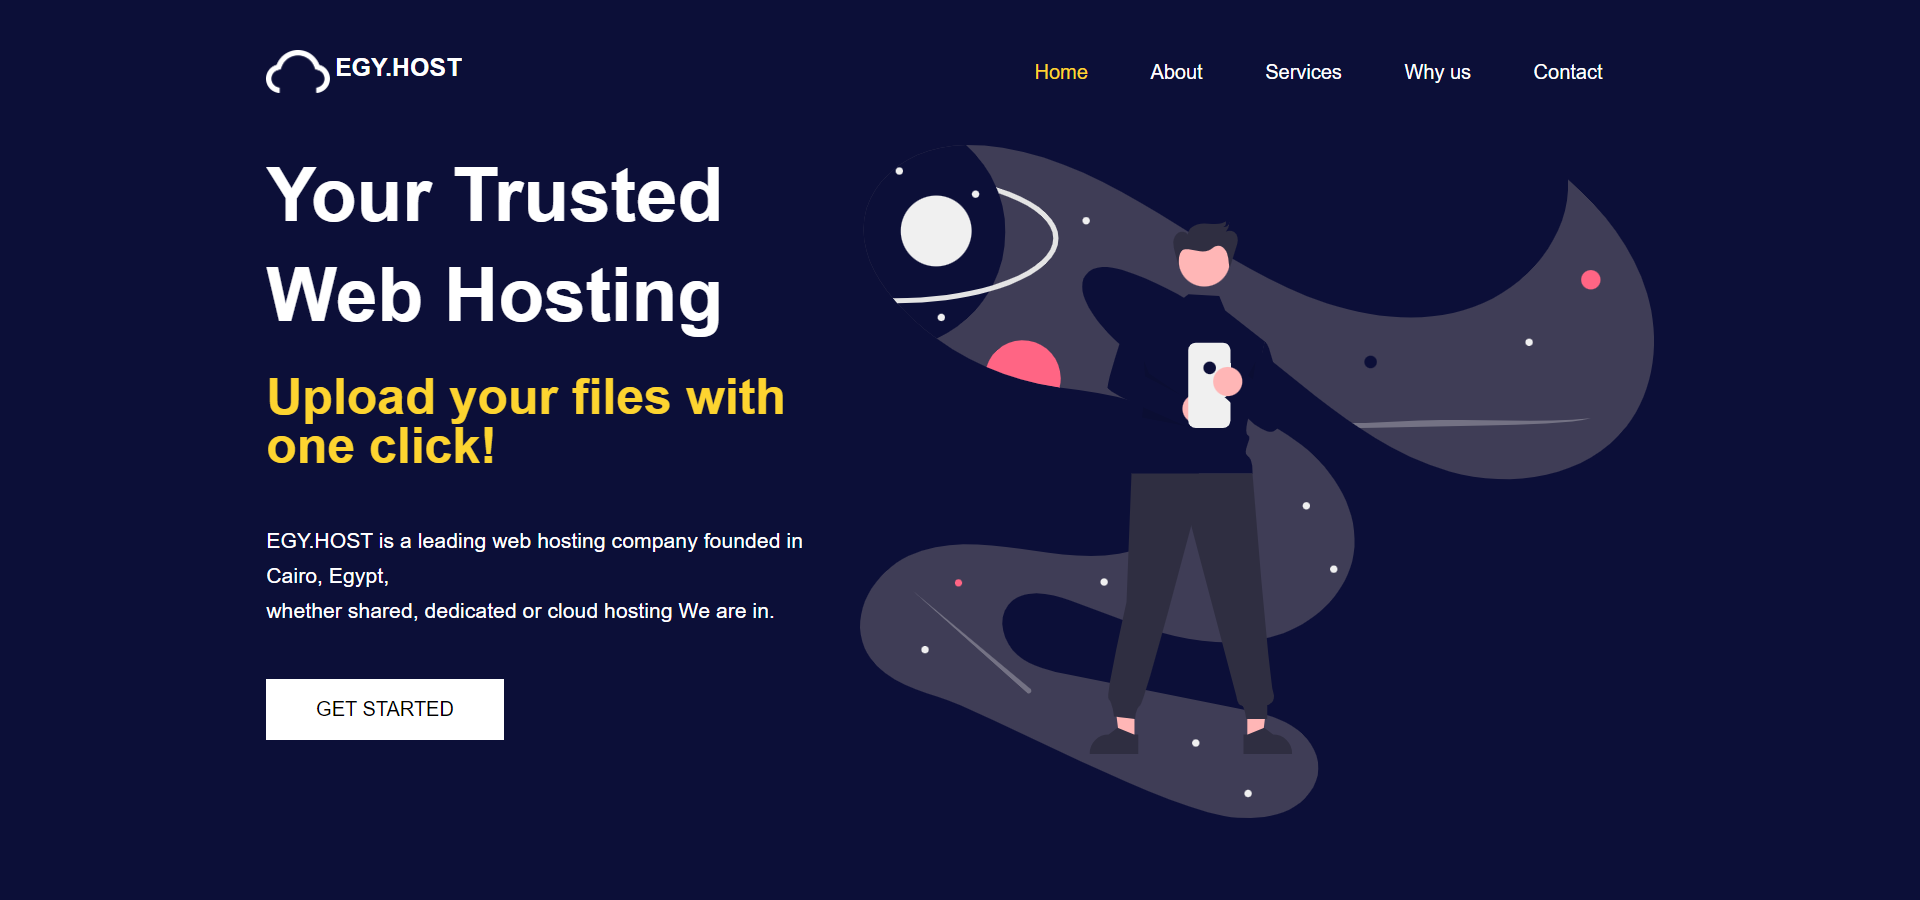 EGY.HOST
Home
About
Services
Why us
Contact
Your Trusted
Web Hosting
Upload your files with
one click!
EGY.HOST is a leading web hosting company founded in
Cairo, Egypt,
whether shared, dedicated or cloud hosting We are in.
GET STARTED